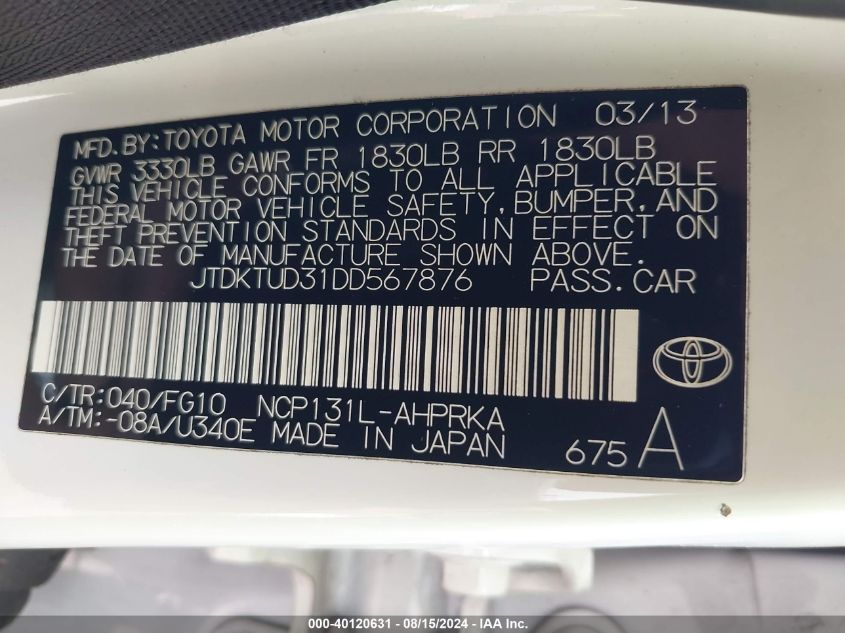 MFD.BY:TOYOTA MOTOR CORPORATION 03/13
GVWR 3330LB GAWR FR 1830LB RR 1830LB
THIS VEHICLE CONFORMS TO ALL APPLICABLE
FEDERAL MOTOR VEHICLE SAFETY,BUMPER,AND
THEFT PREVENTION STANDARDS IN EFFECT ON
THE DATE OF MANUFACTURE SHOWN ABOVE.
JTDKTUD31DD567876 PASS.CAR
C/TR:040/FG10 NCP131L-AHPRKA
A/TM:-08A/U340E MADE IN JAPAN 675 A
000-40120631 - 08/15/2024 - IAA Inc.